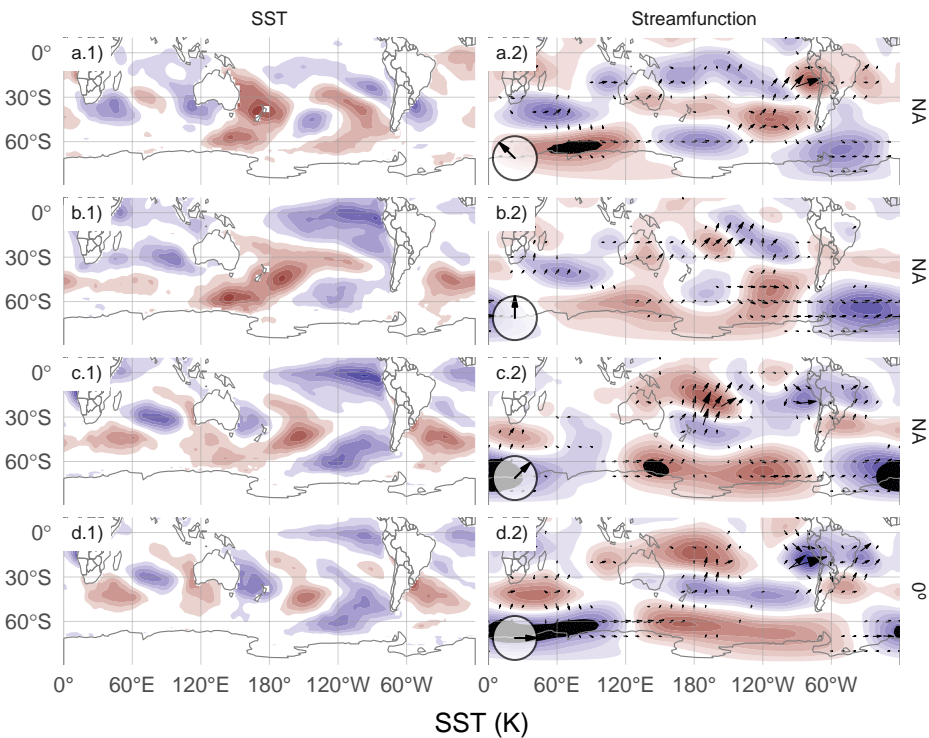 SST Streamfunction
0° a.1) a.2)
30°S NA
60°S
0° b.1) b.2)
30°S NA
60°S
0° c.1) c.2)
30°S NA
60°S
0° d.1) d.2)
30°S 0º
60°S
0° 60°E 120°E 180° 120°W 60°W 0° 60°E 120°E 180° 120°W 60°W
SST (K)